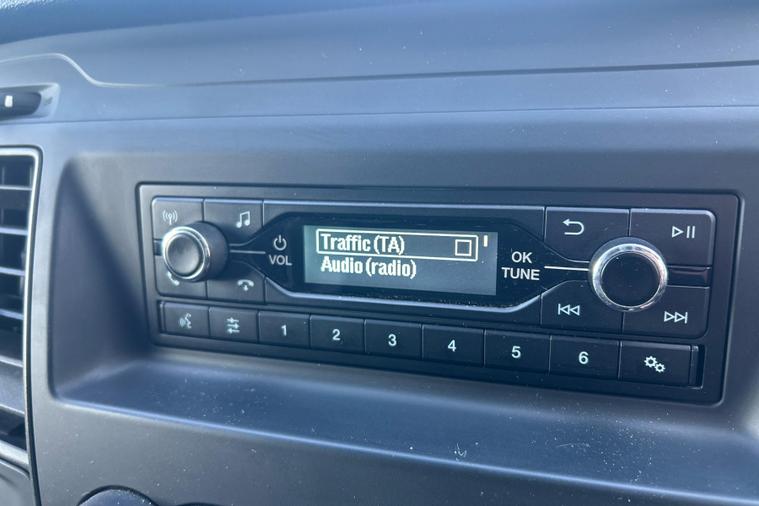 Traffic (TA)
Audio (radio)
VOL
OK
TUNE
1
2
3
4
5
6